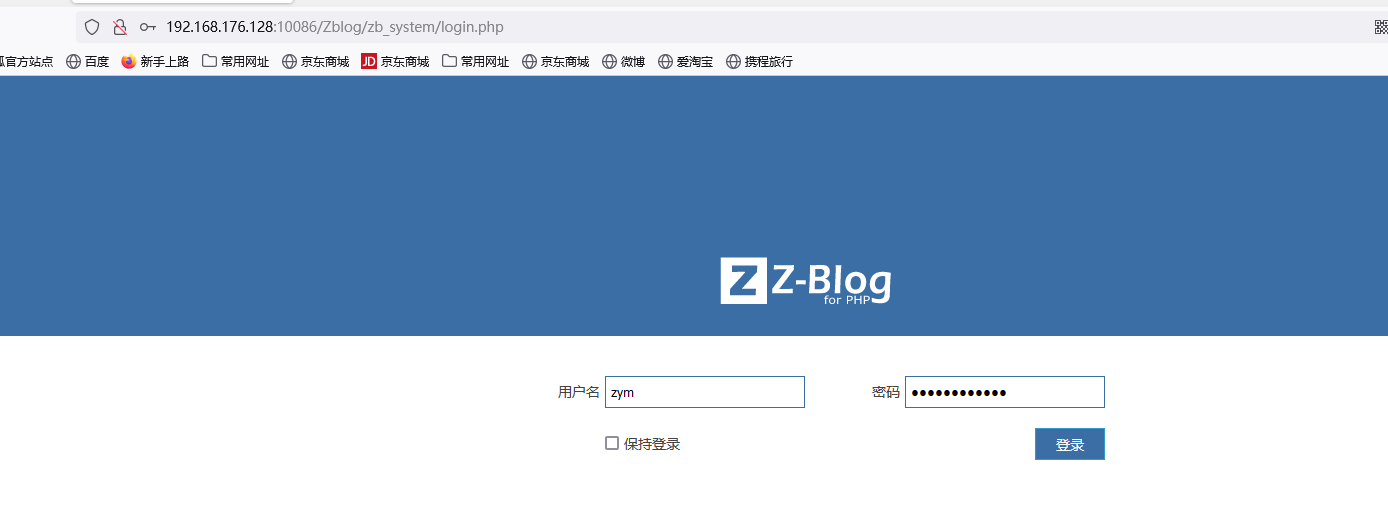 192.168.176.128:10086/Zblog/zb_system/login.php
官方站点 百度 新手上路 常用网址 京东商城 JD 京东商城 常用网址 京东商城 微博 爱淘宝 携程旅行
Z Z-Blog
for PHP
用户名 zym 密码 ••••••••••••
保持登录 登录